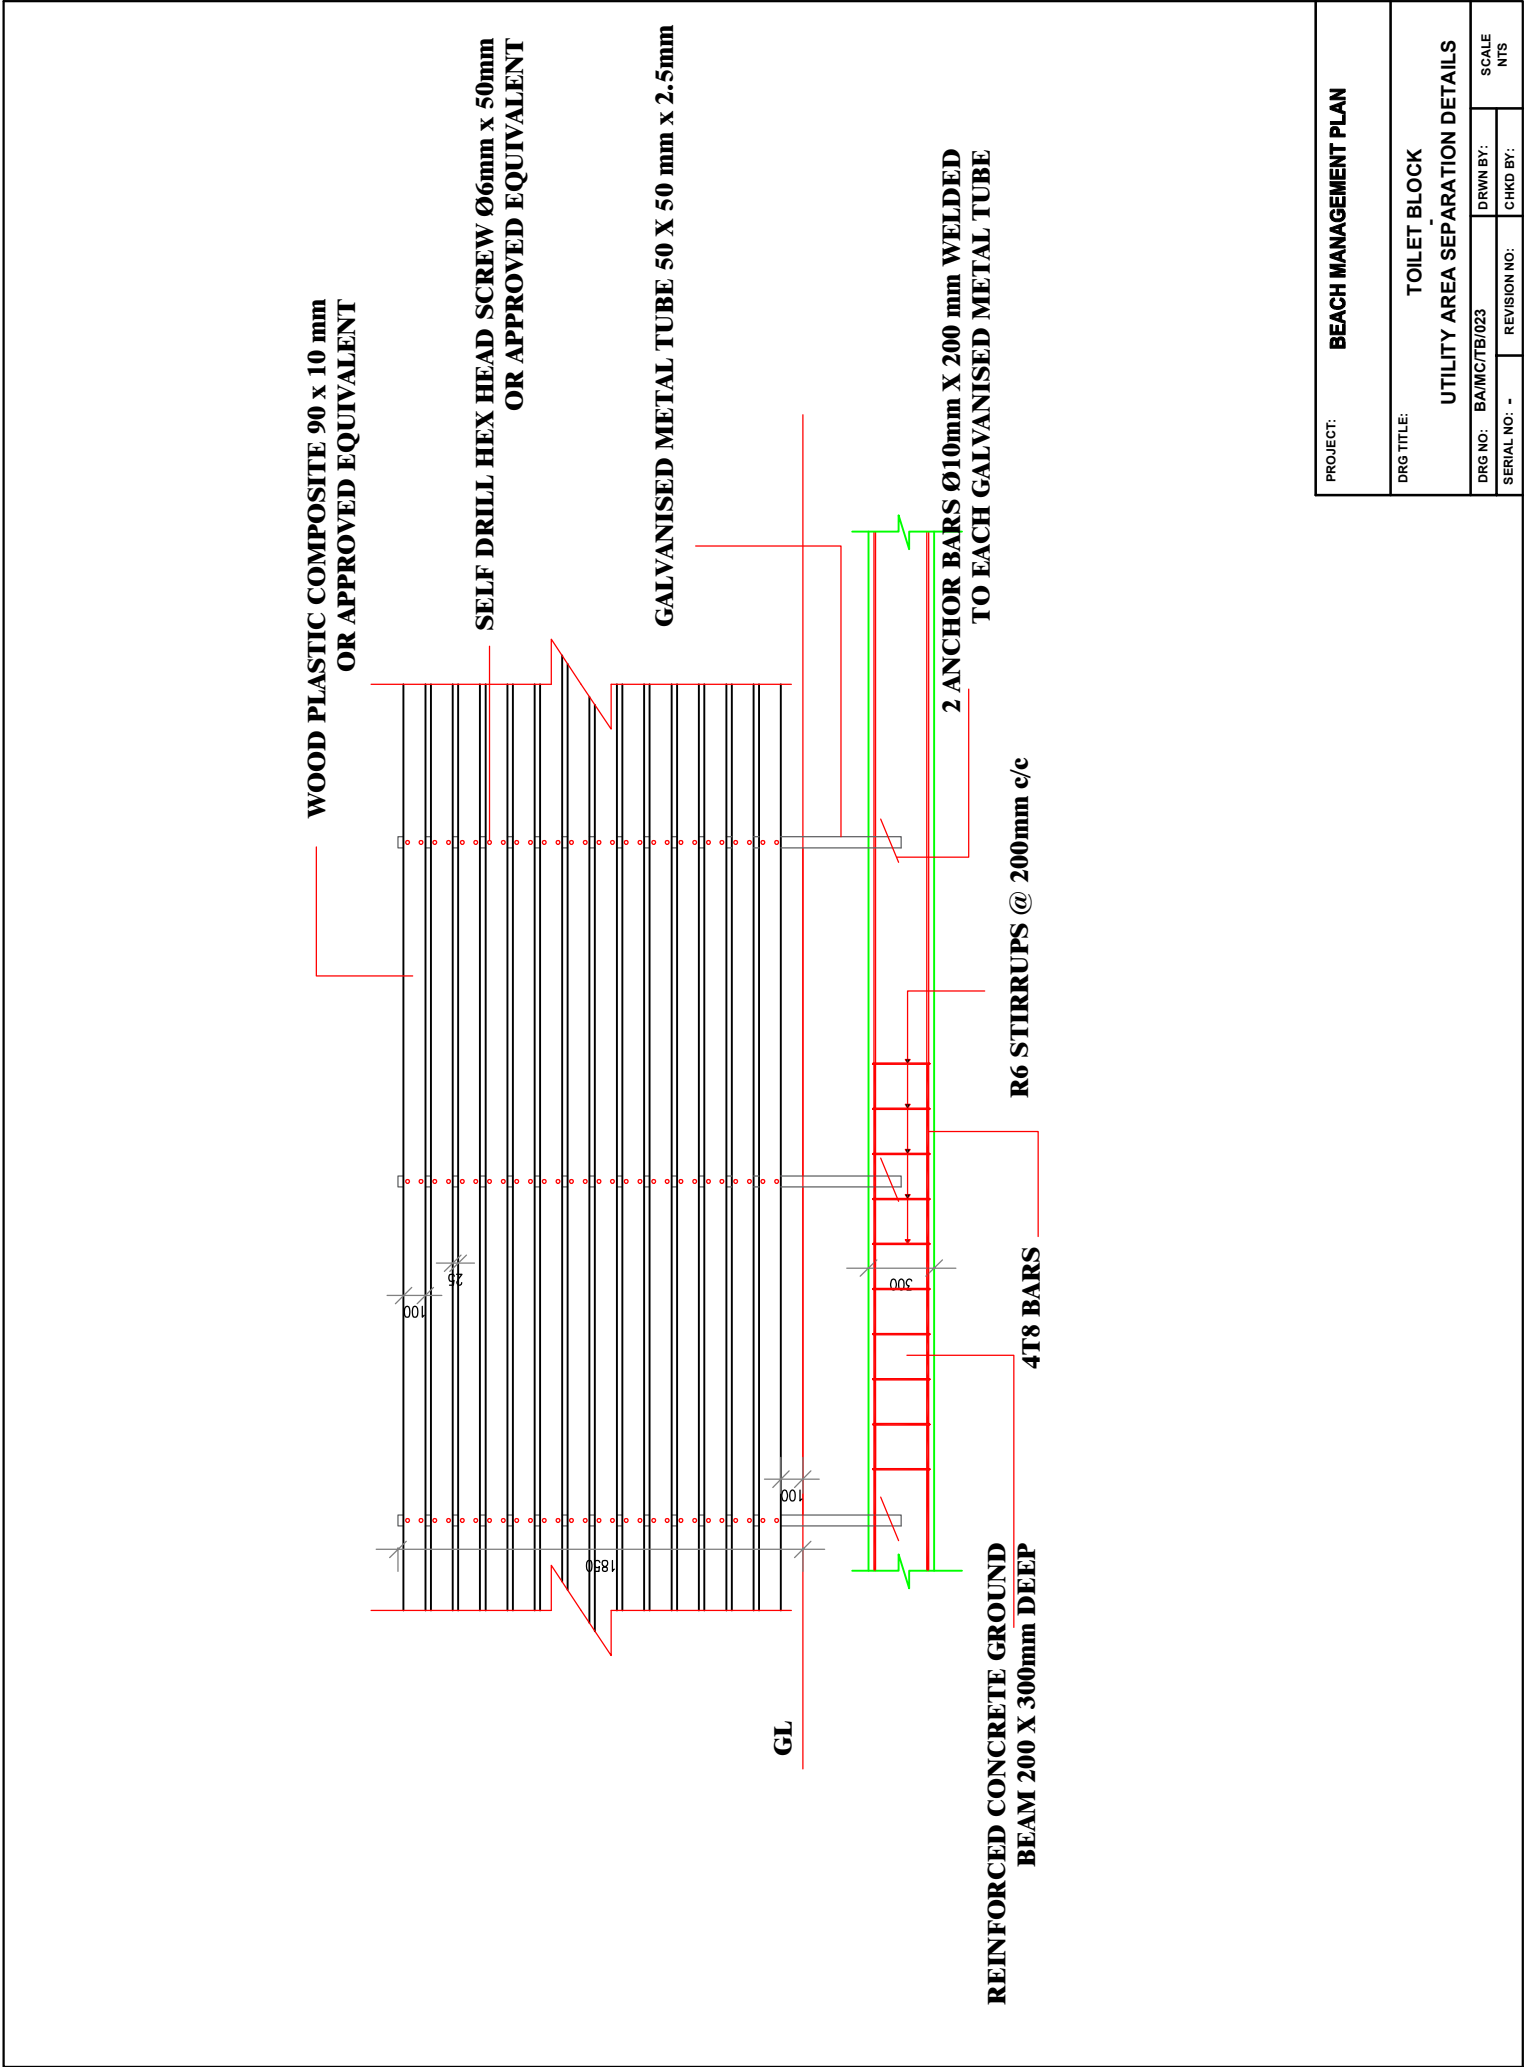 WOOD PLASTIC COMPOSITE 90 x 10 mm
OR APPROVED EQUIVALENT
SELF DRILL HEX HEAD SCREW Ø6mm x 50mm
OR APPROVED EQUIVALENT
GALVANISED METAL TUBE 50 X 50 mm x 2.5mm
100
25
1850
100
GL
300
2 ANCHOR BARS Ø10mm X 200 mm WELDED
TO EACH GALVANISED METAL TUBE
R6 STIRRUPS @ 200mm c/c
4T8 BARS
REINFORCED CONCRETE GROUND
BEAM 200 X 300mm DEEP
PROJECT:
BEACH MANAGEMENT PLAN
DRG TITLE:
TOILET BLOCK
-
UTILITY AREA SEPARATION DETAILS
DRG NO: BA/MC/TB/023
DRWN BY:
SCALE
NTS
SERIAL NO: -
REVISION NO:
CHKD BY: